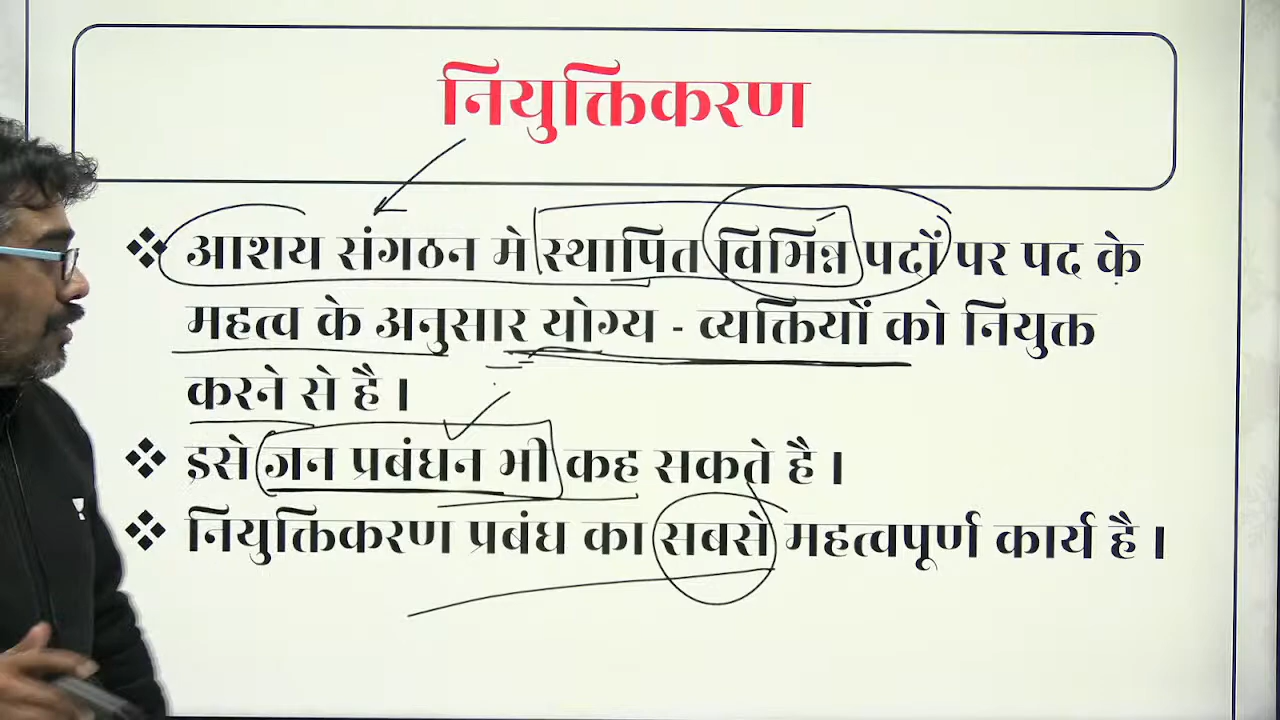 नियुक्तिकरण
❖ आशय संगठन मे स्थापित विभिन्न पदों पर पद के
महत्व के अनुसार योग्य - व्यक्तियों को नियुक्त
करने से है ।
❖ इसे जन प्रबंधन भी कह सकते है ।
❖ नियुक्तिकरण प्रबंध का सबसे महत्वपूर्ण कार्य है ।